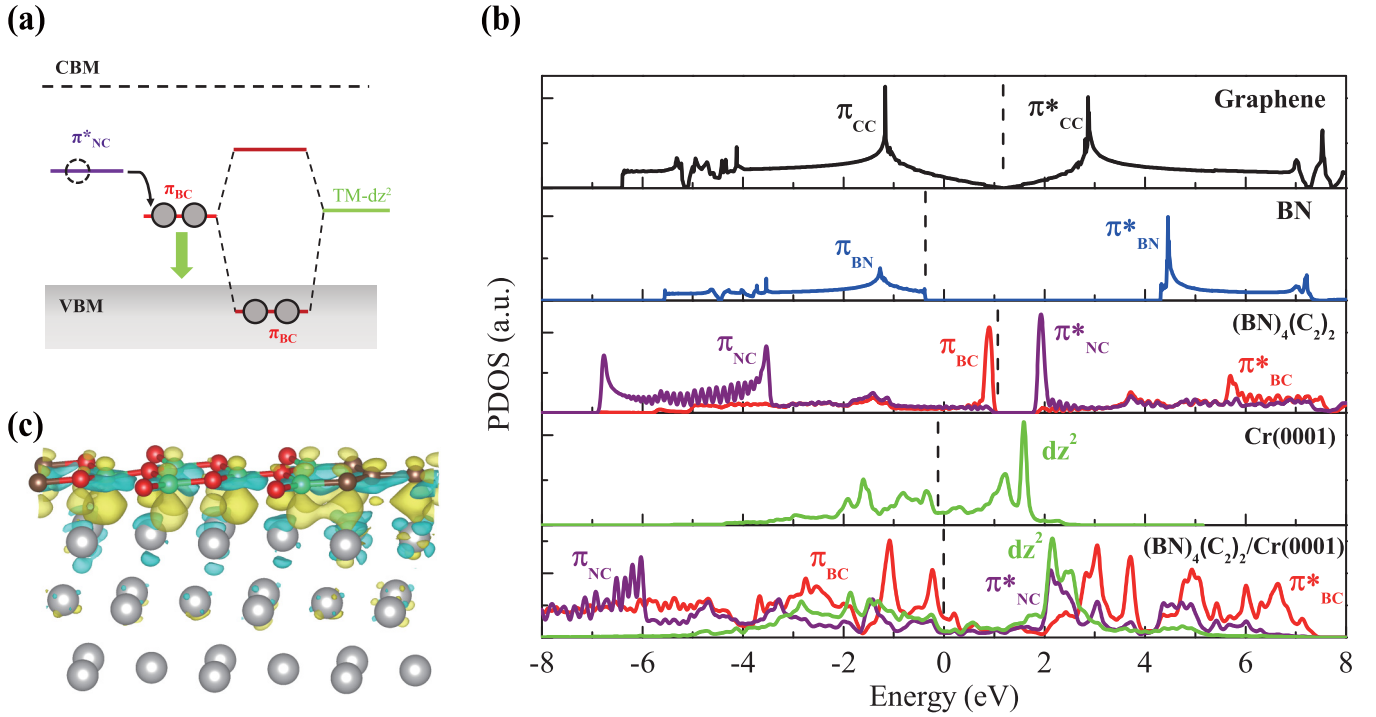 (a)
CBM
π*NC
πBC
TM-dz²
VBM
πBC
(b)
Graphene
πCC
π*CC
BN
πBN
π*BN
(BN)₄(C₂)₂
πNC
πBC
π*NC
π*BC
Cr(0001)
dz²
(BN)₄(C₂)₂/Cr(0001)
πNC
πBC
dz²
π*NC
π*BC
PDOS (a.u.)
-8 -6 -4 -2 0 2 4 6 8
Energy (eV)
(c)